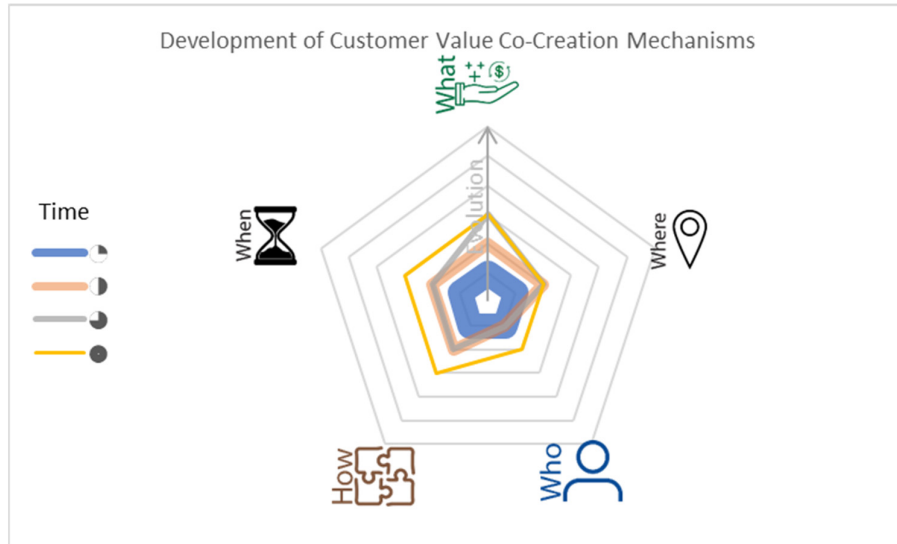 Development of Customer Value Co-Creation Mechanisms
What
Evolution
When
Where
Time
How
Who